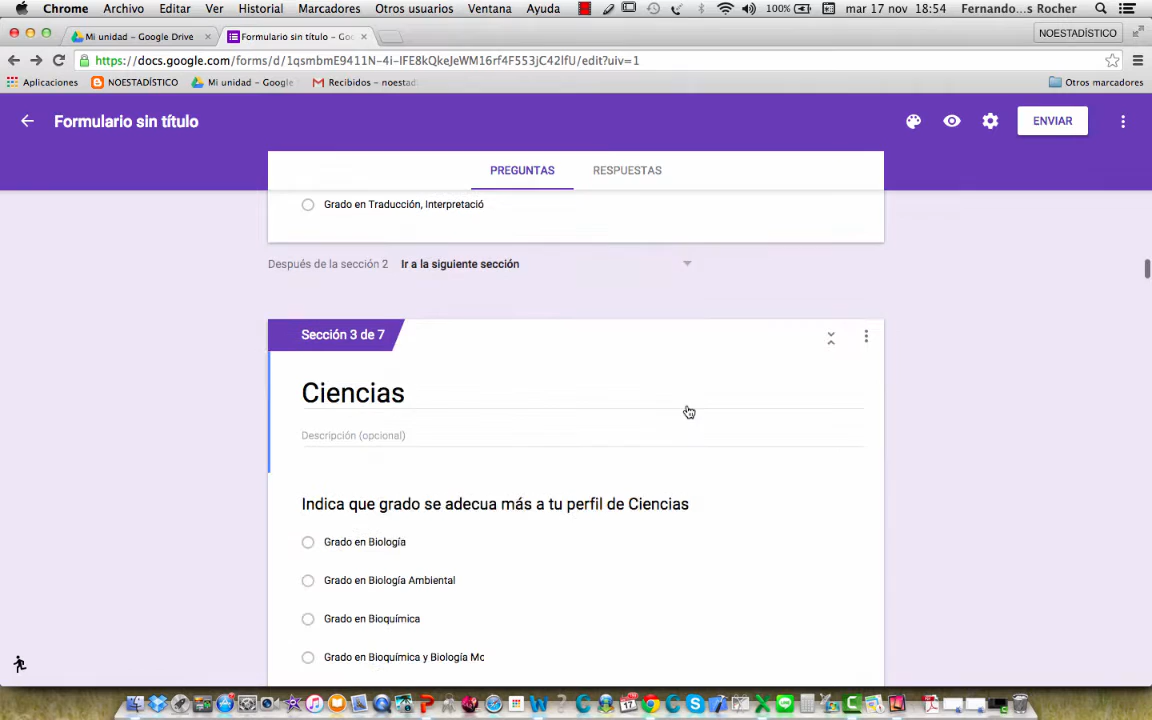 Chrome Archivo Editar Ver Historial Marcadores Otros usuarios Ventana Ayuda 100% mar 17 nov 18:54 Fernando...s Rocher
Mi unidad – Google Drive × Formulario sin título – Goo × NOESTADÍSTICO
https://docs.google.com/forms/d/1qsmbmE9411N-4i-IFE8kQkeJeWM16rf4F553jC42lfU/edit?uiv=1
Aplicaciones NOESTADÍSTICO Mi unidad – Google Recibidos – noestad Otros marcadores
Formulario sin título ENVIAR
PREGUNTAS RESPUESTAS
Grado en Traducción, Interpretació
Después de la sección 2 Ir a la siguiente sección
Sección 3 de 7
Ciencias
Descripción (opcional)
Indica que grado se adecua más a tu perfil de Ciencias
Grado en Biología
Grado en Biología Ambiental
Grado en Bioquímica
Grado en Bioquímica y Biología Mo